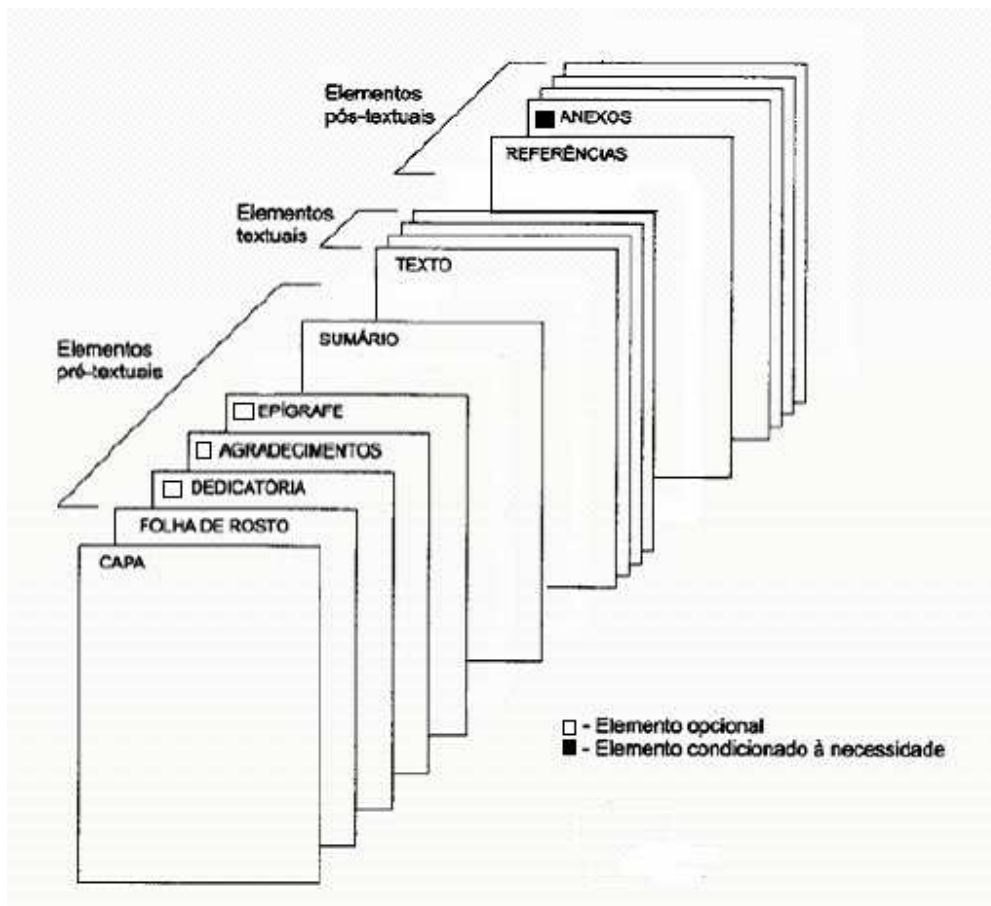 Elementos
pós-textuais
ANEXOS
REFERÊNCIAS
Elementos
textuais
TEXTO
SUMÁRIO
Elementos
pré-textuais
EPÍGRAFE
AGRADECIMENTOS
DEDICATÓRIA
FOLHA DE ROSTO
CAPA
- Elemento opcional
- Elemento condicionado à necessidade